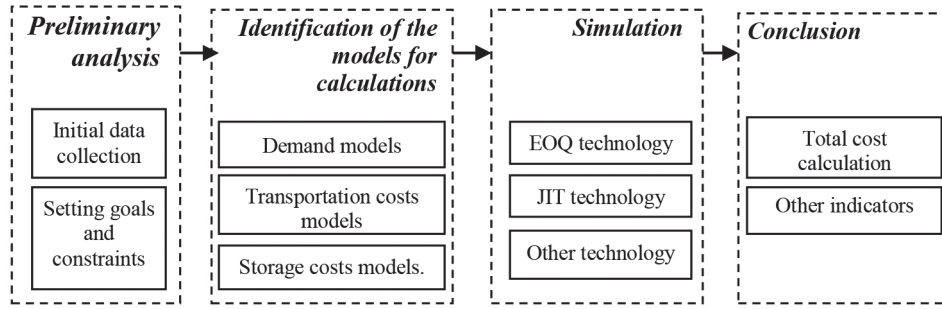 Preliminary
analysis
Initial data
collection
Setting goals
and
constraints
Identification of the
models for
calculations
Demand models
Transportation costs
models
Storage costs models.
Simulation
EOQ technology
JIT technology
Other technology
Conclusion
Total cost
calculation
Other indicators